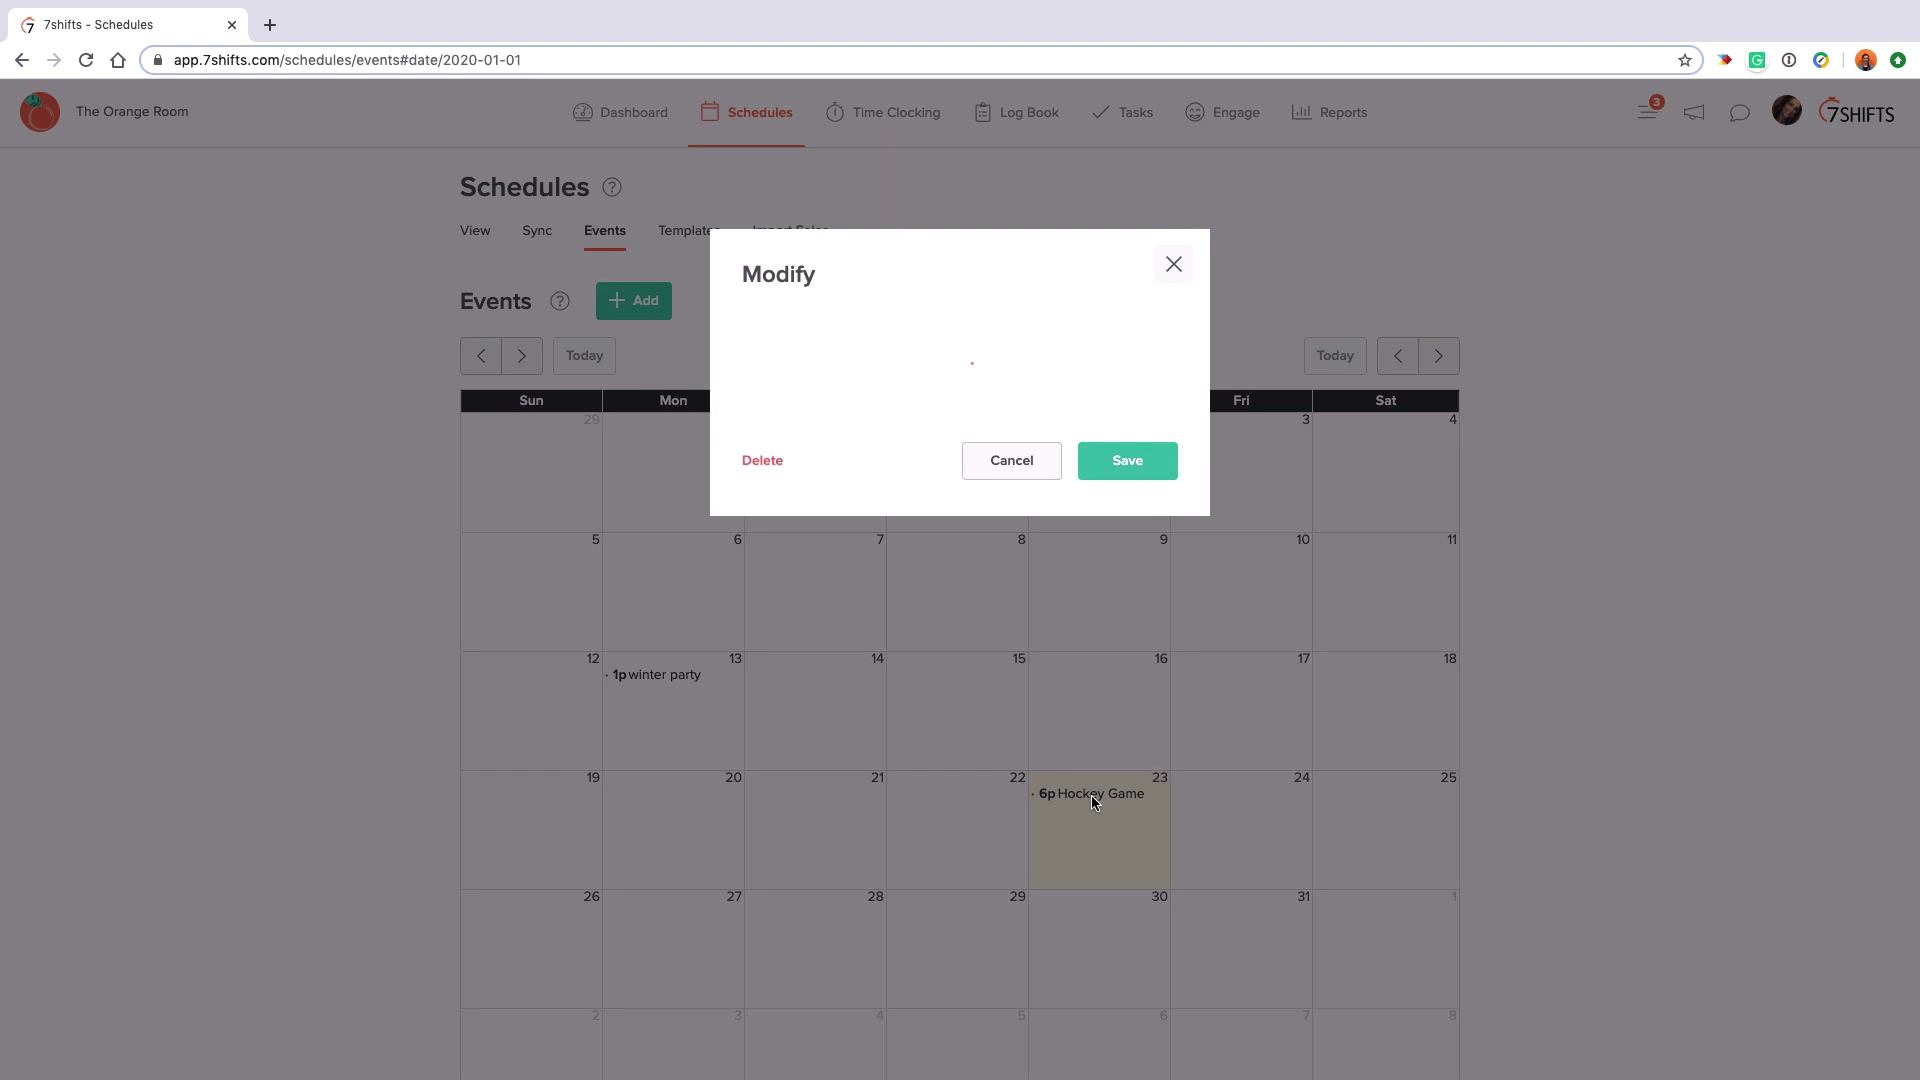 7shifts - Schedules
app.7shifts.com/schedules/events#date/2020-01-01
The Orange Room
Dashboard
Schedules
Time Clocking
Log Book
Tasks
Engage
Reports
3
7SHIFTS
Schedules ?
View
Sync
Events
Templates
Import Sales
Events ?
+ Add
Today
Today
Modify
Delete
Cancel
Save
Sun
Mon
Fri
Sat
29
3
4
5
6
7
8
9
10
11
12
13
14
15
16
17
18
· 1p winter party
19
20
21
22
23
24
25
· 6p Hockey Game
26
27
28
29
30
31
1
2
3
4
5
6
7
8